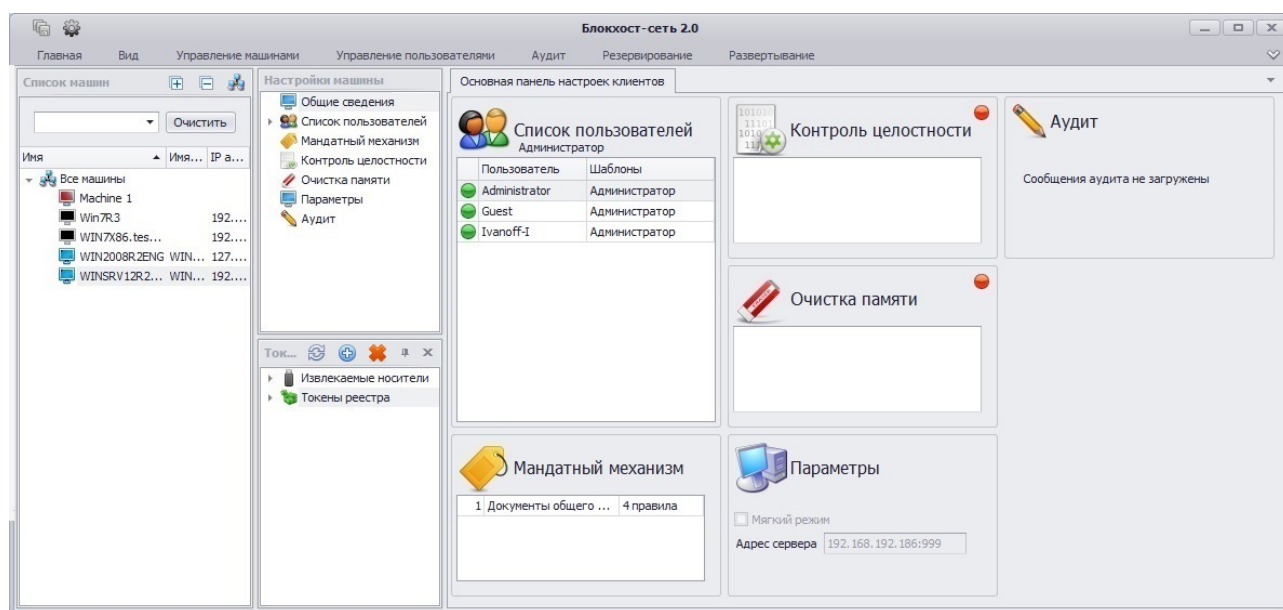 Блокхост-сеть 2.0
Главная Вид Управление машинами Управление пользователями Аудит Резервирование Развертывание
Список машин
Очистить
Имя Имя... IP а...
Все машины
Machine 1
Win7R3 192....
WIN7X86.tes... 192....
WIN2008R2ENG WIN... 127....
WINSRV12R2... WIN... 192....
Настройки машины
Общие сведения
Список пользователей
Мандатный механизм
Контроль целостности
Очистка памяти
Параметры
Аудит
Ток...
Извлекаемые носители
Токены реестра
Основная панель настроек клиентов
Список пользователей
Администратор
Пользователь Шаблоны
Administrator Администратор
Guest Администратор
Ivanoff-I Администратор
Мандатный механизм
1 Документы общего ... 4 правила
Контроль целостности
Очистка памяти
Параметры
Мягкий режим
Адрес сервера 192.168.192.186:999
Аудит
Сообщения аудита не загружены